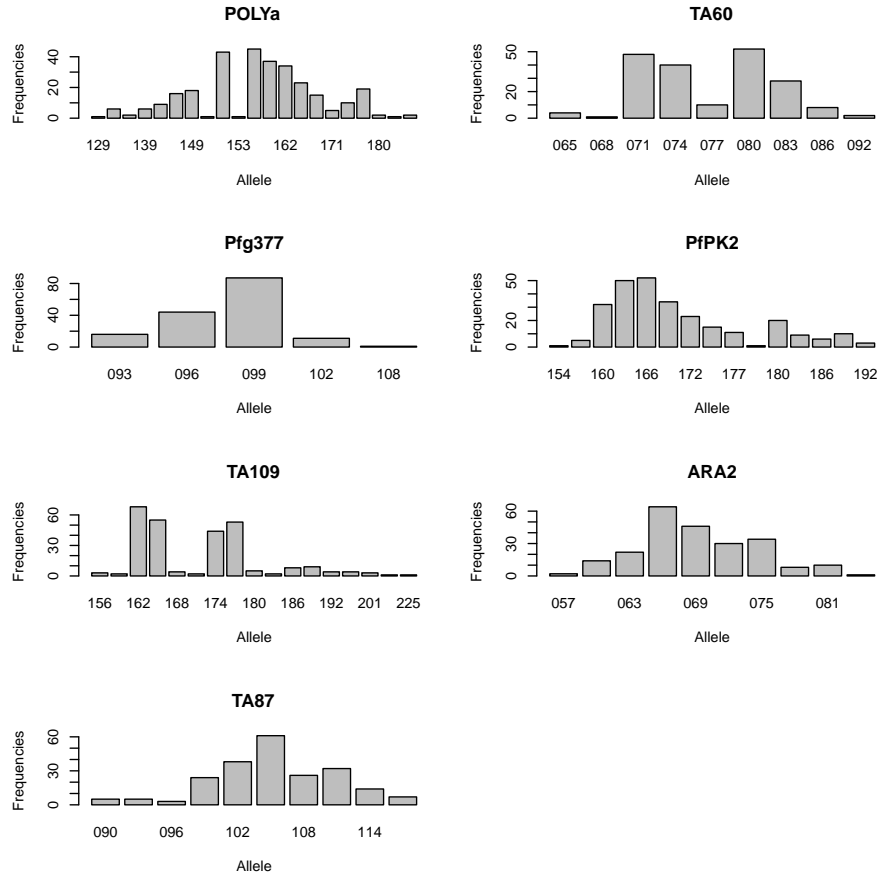 POLYa
Frequencies
0 20 40
129 139 149 153 162 171 180
Allele
TA60
Frequencies
0 20 50
065 068 071 074 077 080 083 086 092
Allele
Pfg377
Frequencies
0 40 80
093 096 099 102 108
Allele
PfPK2
Frequencies
0 20 50
154 160 166 172 177 180 186 192
Allele
TA109
Frequencies
0 30 60
156 162 168 174 180 186 192 201 225
Allele
ARA2
Frequencies
0 30 60
057 063 069 075 081
Allele
TA87
Frequencies
0 30 60
090 096 102 108 114
Allele